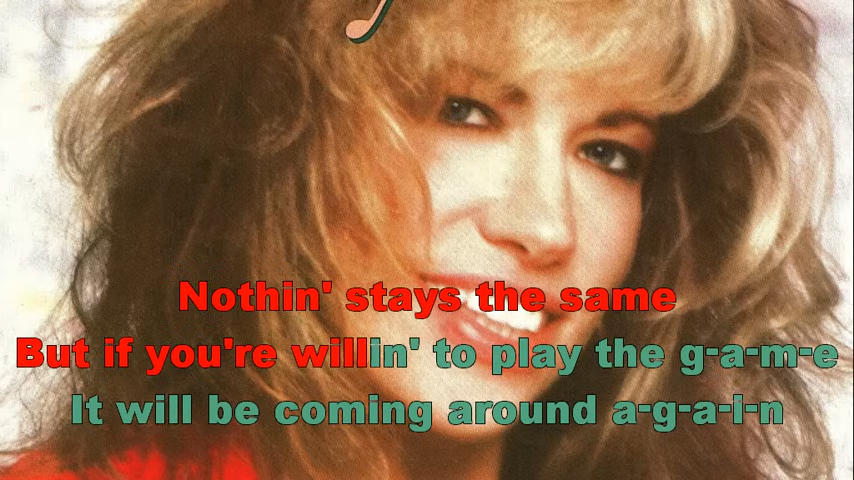 Nothin' stays the same
But if you're willin' to play the g-a-m-e
It will be coming around a-g-a-i-n